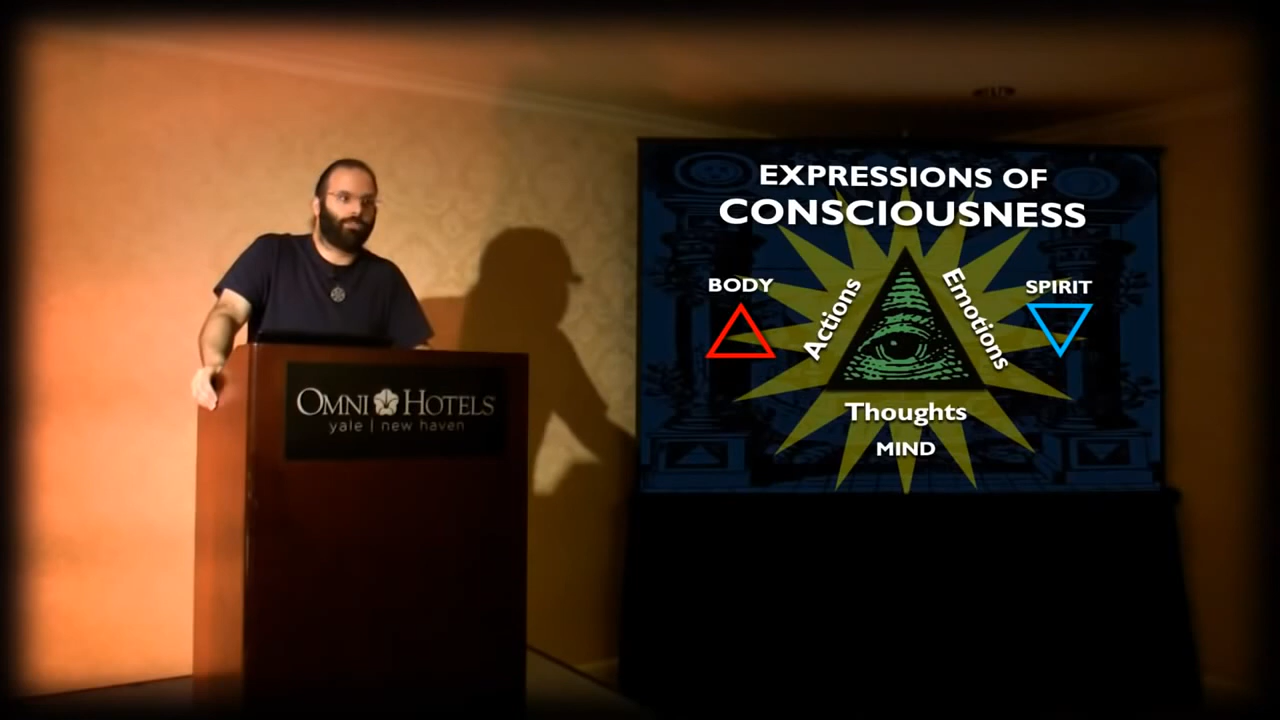 OMNI HOTELS
yale | new haven
EXPRESSIONS OF
CONSCIOUSNESS
BODY
Actions
Emotions
SPIRIT
Thoughts
MIND